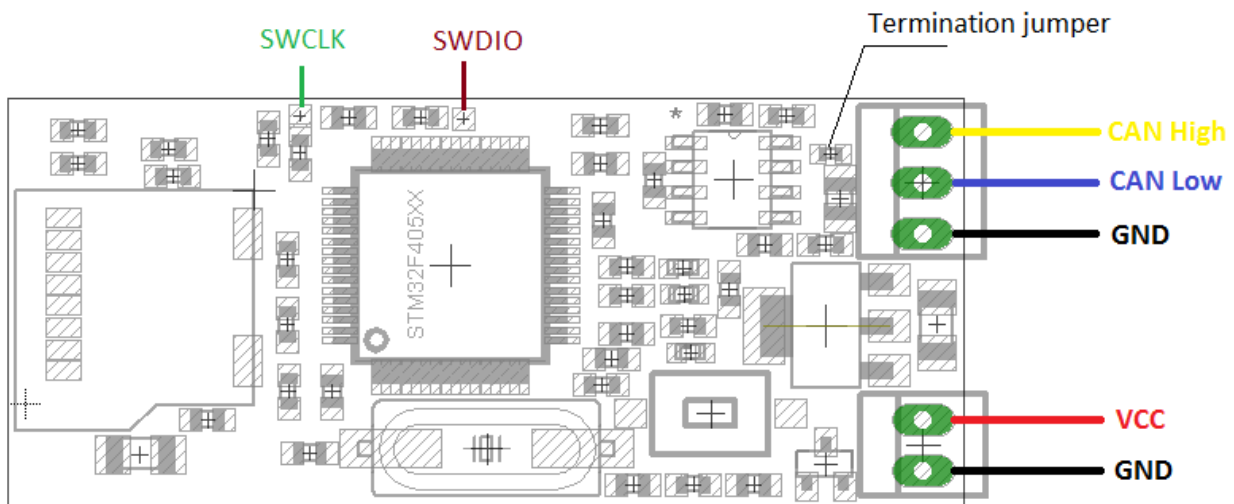 Termination jumper
SWCLK
SWDIO
*
CAN High
CAN Low
GND
STM32F405XX
VCC
GND